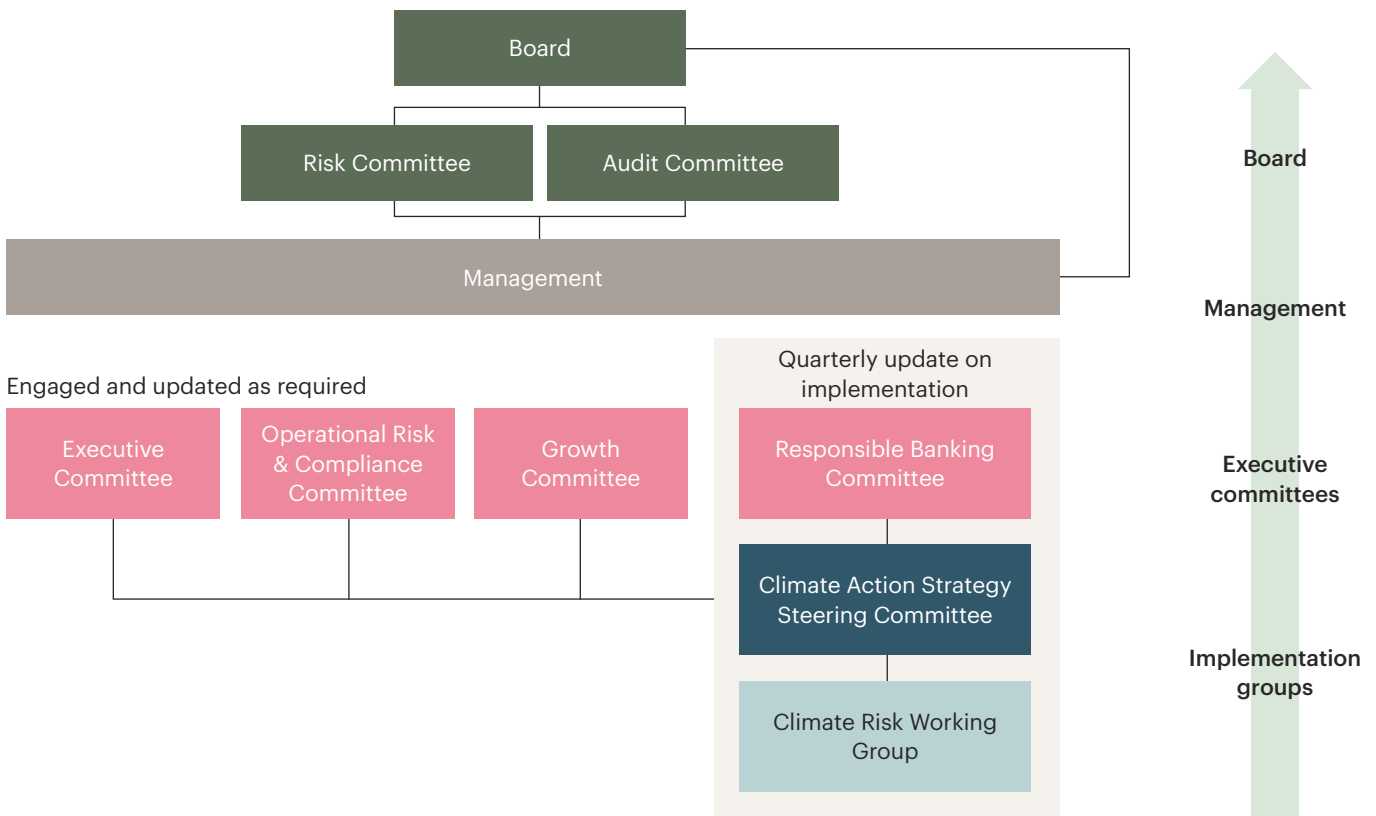 Board
Risk Committee
Audit Committee
Board
Management
Management
Quarterly update on
implementation
Engaged and updated as required
Executive
Committee
Operational Risk
& Compliance
Committee
Growth
Committee
Responsible Banking
Committee
Executive
committees
Climate Action Strategy
Steering Committee
Implementation
groups
Climate Risk Working
Group